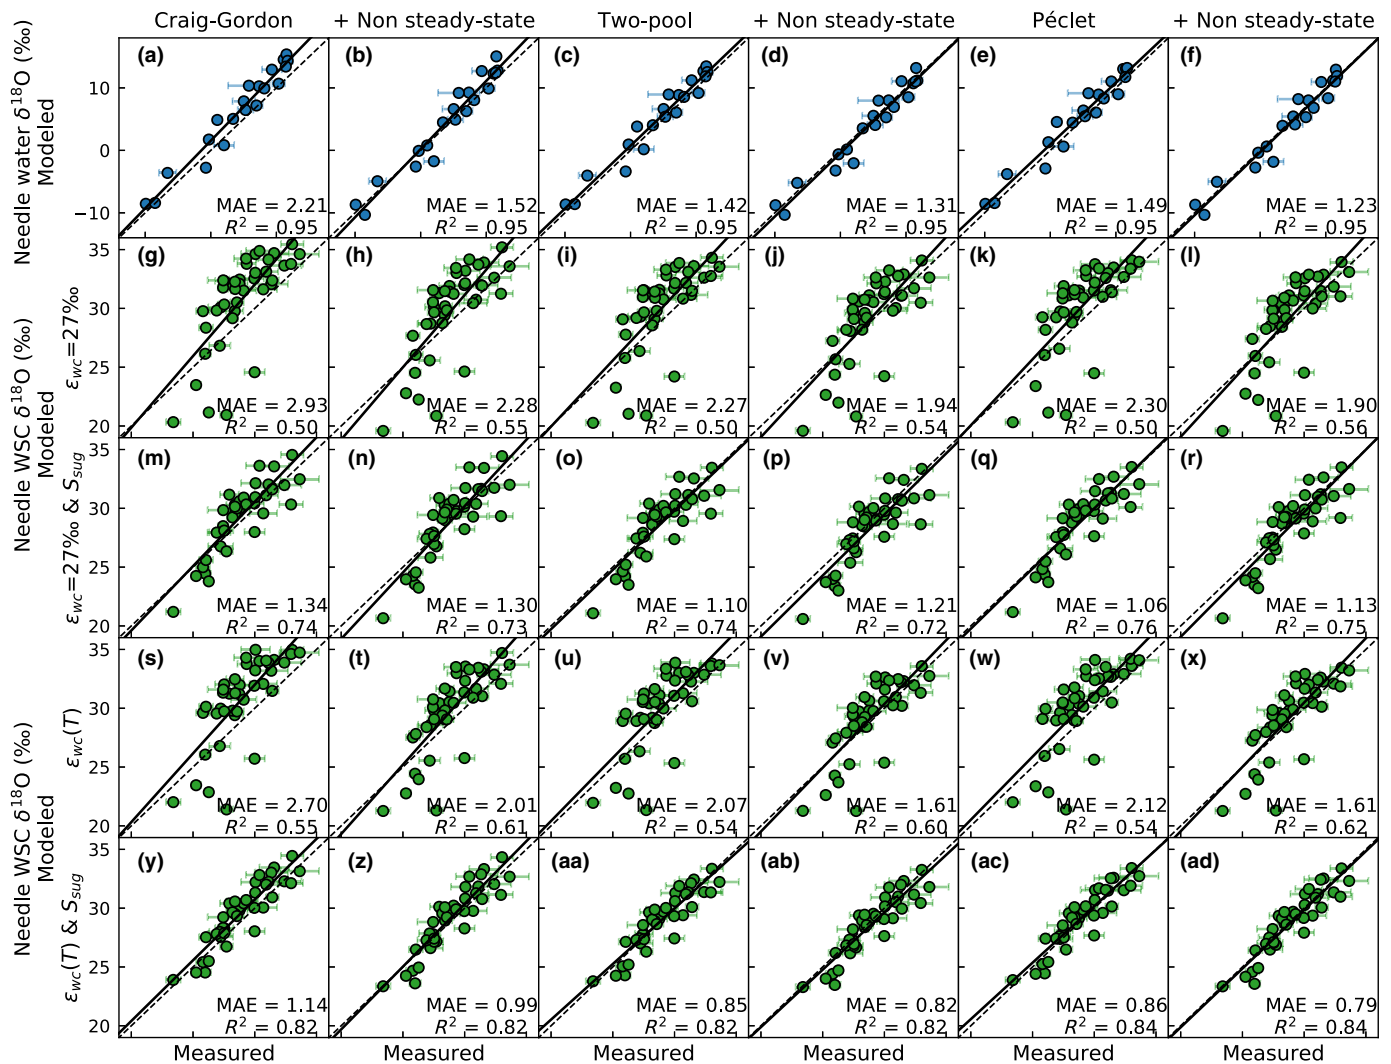 Craig-Gordon + Non steady-state Two-pool + Non steady-state Péclet + Non steady-state
Needle water δ¹⁸O (‰)
Modeled
10
0
−10
(a) MAE = 2.21
R² = 0.95
(b) MAE = 1.52
R² = 0.95
(c) MAE = 1.42
R² = 0.95
(d) MAE = 1.31
R² = 0.95
(e) MAE = 1.49
R² = 0.95
(f) MAE = 1.23
R² = 0.95
Needle WSC δ¹⁸O (‰)
Modeled
ε_wc=27‰
35
30
25
20
(g) MAE = 2.93
R² = 0.50
(h) MAE = 2.28
R² = 0.55
(i) MAE = 2.27
R² = 0.50
(j) MAE = 1.94
R² = 0.54
(k) MAE = 2.30
R² = 0.50
(l) MAE = 1.90
R² = 0.56
ε_wc=27‰ & S_sug
35
30
25
20
(m) MAE = 1.34
R² = 0.74
(n) MAE = 1.30
R² = 0.73
(o) MAE = 1.10
R² = 0.74
(p) MAE = 1.21
R² = 0.72
(q) MAE = 1.06
R² = 0.76
(r) MAE = 1.13
R² = 0.75
Needle WSC δ¹⁸O (‰)
Modeled
ε_wc(T)
35
30
25
20
(s) MAE = 2.70
R² = 0.55
(t) MAE = 2.01
R² = 0.61
(u) MAE = 2.07
R² = 0.54
(v) MAE = 1.61
R² = 0.60
(w) MAE = 2.12
R² = 0.54
(x) MAE = 1.61
R² = 0.62
ε_wc(T) & S_sug
35
30
25
20
(y) MAE = 1.14
R² = 0.82
(z) MAE = 0.99
R² = 0.82
(aa) MAE = 0.85
R² = 0.82
(ab) MAE = 0.82
R² = 0.82
(ac) MAE = 0.86
R² = 0.84
(ad) MAE = 0.79
R² = 0.84
Measured Measured Measured Measured Measured Measured